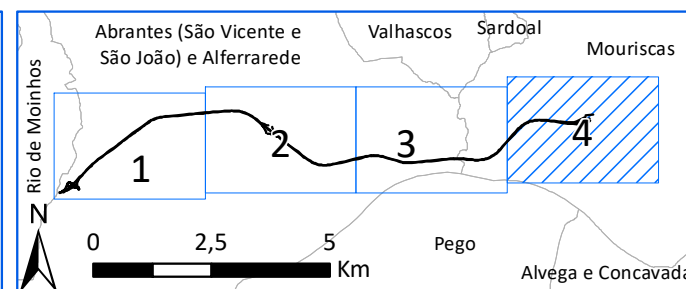 Abrantes (São Vicente e
São João) e Alferrarede
Valhascos
Sardoal
Mouriscas
Rio de Moinhos
1
2
3
4
N
0 2,5 5
Km
Pego
Alvega e Concavada